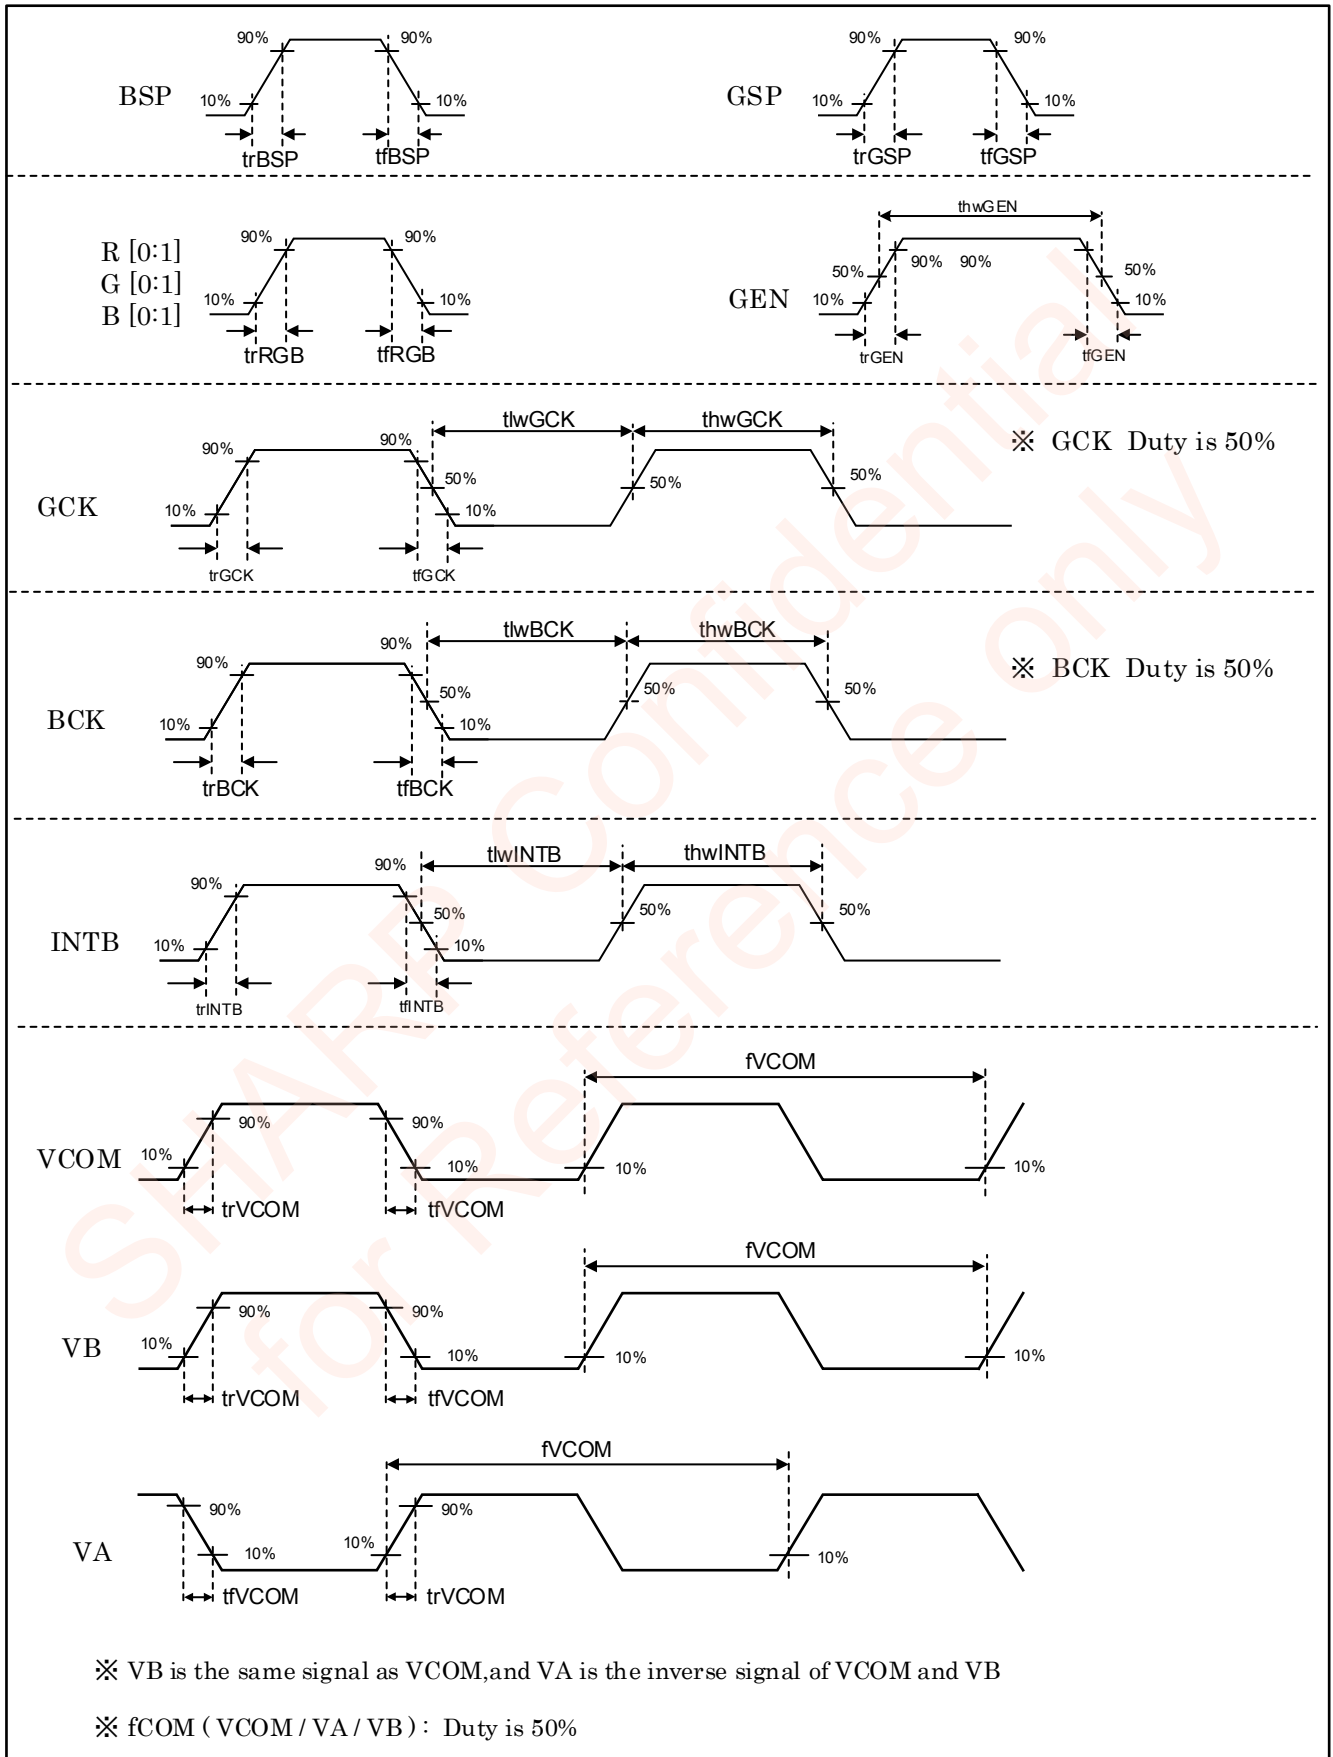 90% 90%
BSP
10% 10%
trBSP tfBSP
90% 90%
GSP
10% 10%
trGSP tfGSP
R [0:1]
G [0:1]
B [0:1]
90% 90%
10% 10%
trRGB tfRGB
thwGEN
90% 90%
50% 50%
GEN
10% 10%
trGEN tfGEN
tlwGCK thwGCK
※ GCK Duty is 50%
90% 90%
50% 50% 50%
GCK
10% 10%
trGCK tfGCK
tlwBCK thwBCK
※ BCK Duty is 50%
90% 90%
50% 50% 50%
BCK
10% 10%
trBCK tfBCK
tlwINTB thwINTB
90% 90%
50% 50% 50%
INTB
10% 10%
trINTB tfINTB
fVCOM
90% 90%
VCOM
10% 10% 10% 10%
trVCOM tfVCOM
fVCOM
90% 90%
VB
10% 10% 10% 10%
trVCOM tfVCOM
fVCOM
90% 90%
VA
10% 10% 10%
tfVCOM trVCOM
※ VB is the same signal as VCOM,and VA is the inverse signal of VCOM and VB
※ fCOM ( VCOM / VA / VB ) : Duty is 50%
SHARP Confidential
for Reference only